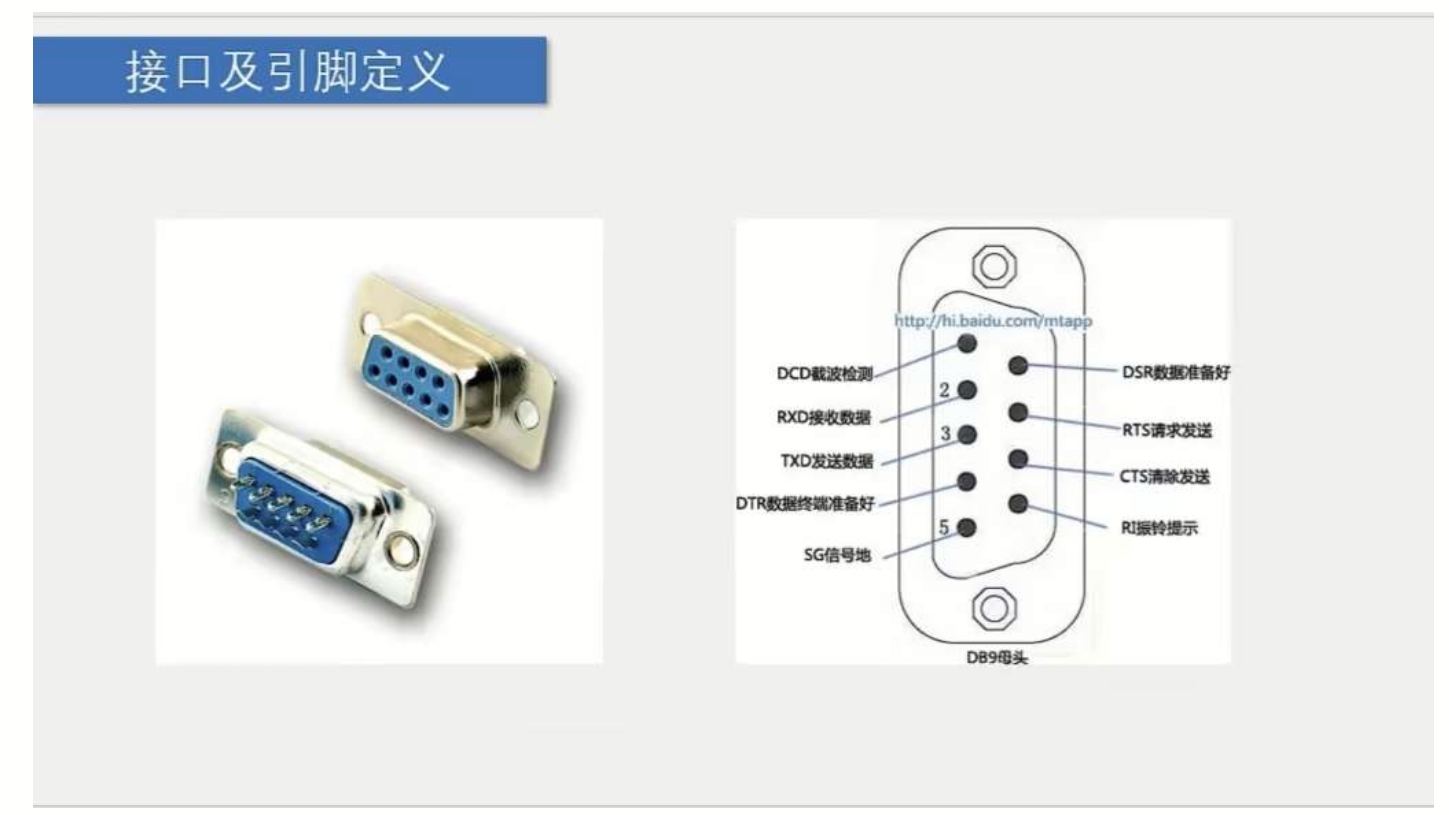 接口及引脚定义
http://hi.baidu.com/mtapp
DCD截波检测
DSR数据准备好
2
RXD接收数据
RTS请求发送
3
TXD发送数据
CTS清除发送
DTR数据终端准备好
5
RI振铃提示
SG信号地
DB9母头